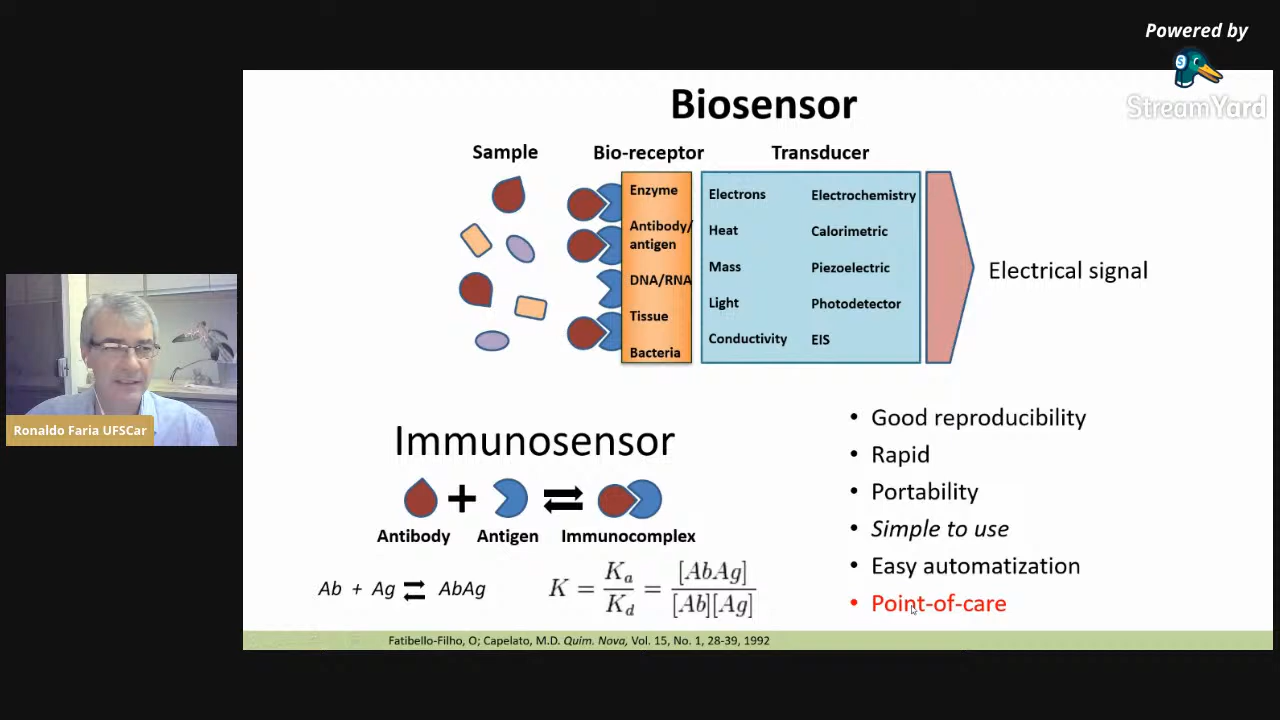 Powered by
StreamYard
Biosensor
Sample
Bio-receptor
Transducer
Enzyme
Antibody/
antigen
DNA/RNA
Tissue
Bacteria
Electrons
Electrochemistry
Heat
Calorimetric
Mass
Piezoelectric
Light
Photodetector
Conductivity
EIS
Electrical signal
Ronaldo Faria UFSCar
Immunosensor
+ ⇌
Antibody
Antigen
Immunocomplex
Ab + Ag ⇌ AbAg
K = K_a / K_d = [AbAg] / [Ab][Ag]
• Good reproducibility
• Rapid
• Portability
• Simple to use
• Easy automatization
• Point-of-care
Fatibello-Filho, O; Capelato, M.D. Quim. Nova, Vol. 15, No. 1, 28-39, 1992